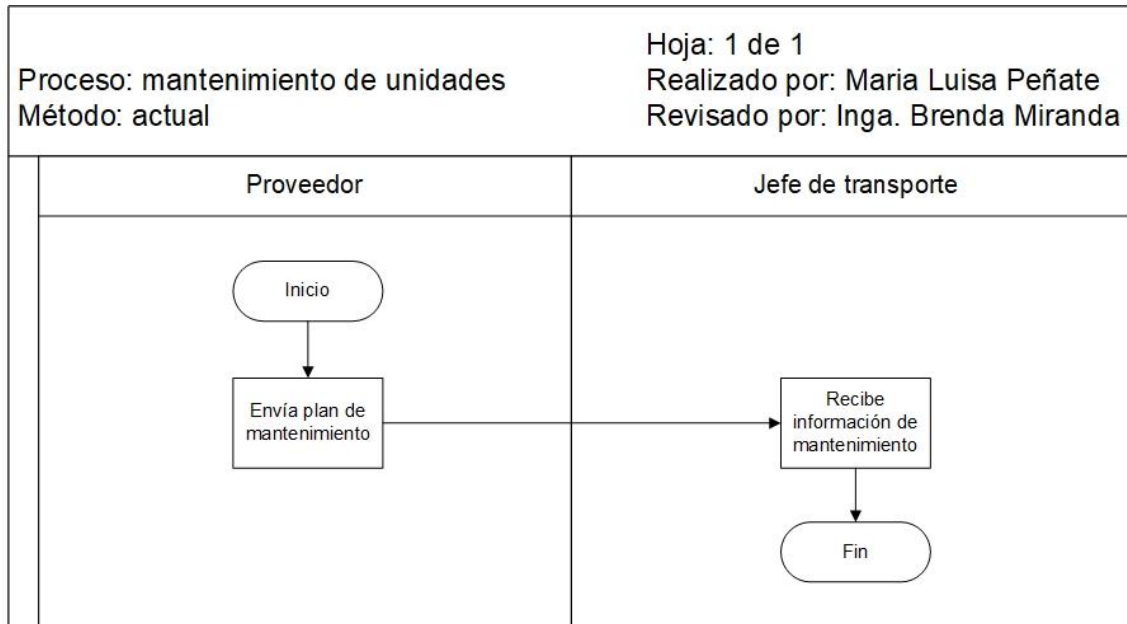 Proceso: mantenimiento de unidades
Método: actual
Hoja: 1 de 1
Realizado por: Maria Luisa Peñate
Revisado por: Inga. Brenda Miranda
Proveedor
Jefe de transporte
Inicio
Envía plan de
mantenimiento
Recibe
información de
mantenimiento
Fin